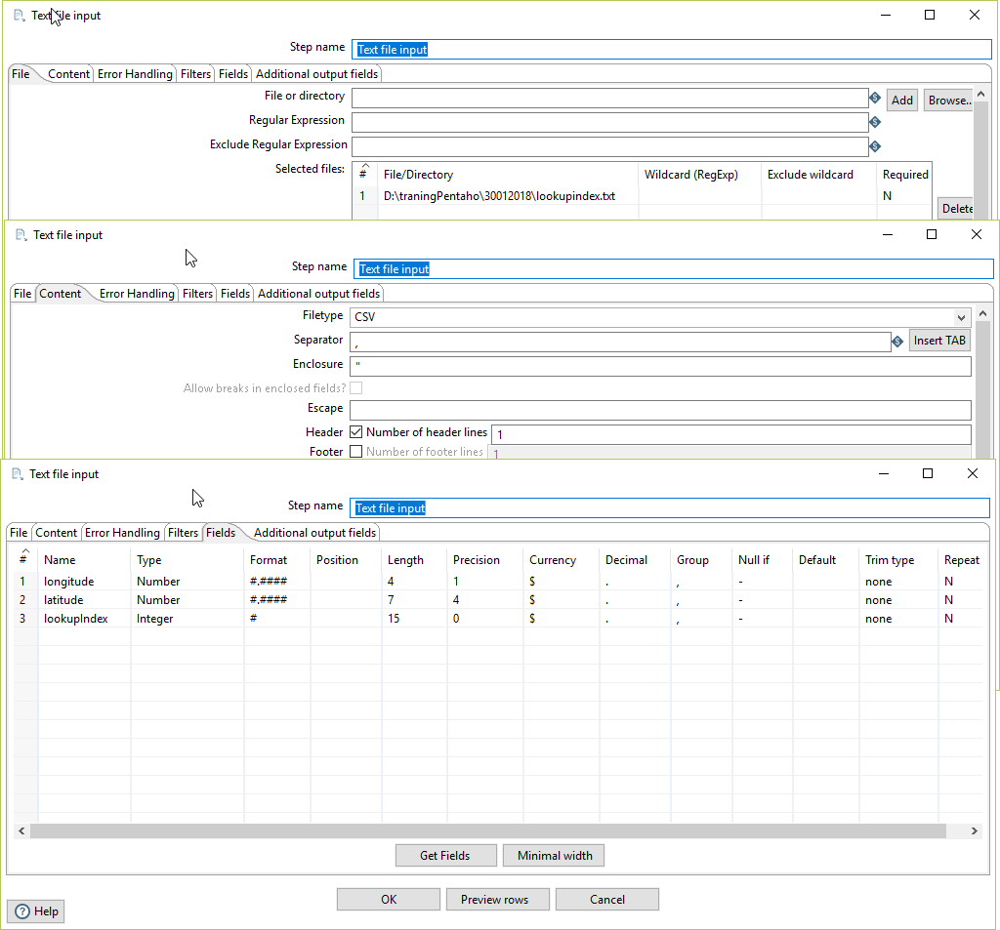 Text file input
Step name Text file input
File Content Error Handling Filters Fields Additional output fields
File or directory Add Browse..
Regular Expression
Exclude Regular Expression
Selected files: # File/Directory Wildcard (RegExp) Exclude wildcard Required
1 D:\traningPentaho\30012018\lookupindex.txt N
Delete
Text file input
Step name Text file input
File Content Error Handling Filters Fields Additional output fields
Filetype CSV
Separator , Insert TAB
Enclosure "
Allow breaks in enclosed fields?
Escape
Header Number of header lines 1
Footer Number of footer lines 1
Text file input
Step name Text file input
File Content Error Handling Filters Fields Additional output fields
# Name Type Format Position Length Precision Currency Decimal Group Null if Default Trim type Repeat
1 longitude Number #.#### 4 1 $ . , - none N
2 latitude Number #.#### 7 4 $ . , - none N
3 lookupIndex Integer # 15 0 $ . , - none N
Get Fields Minimal width
OK Preview rows Cancel
Help